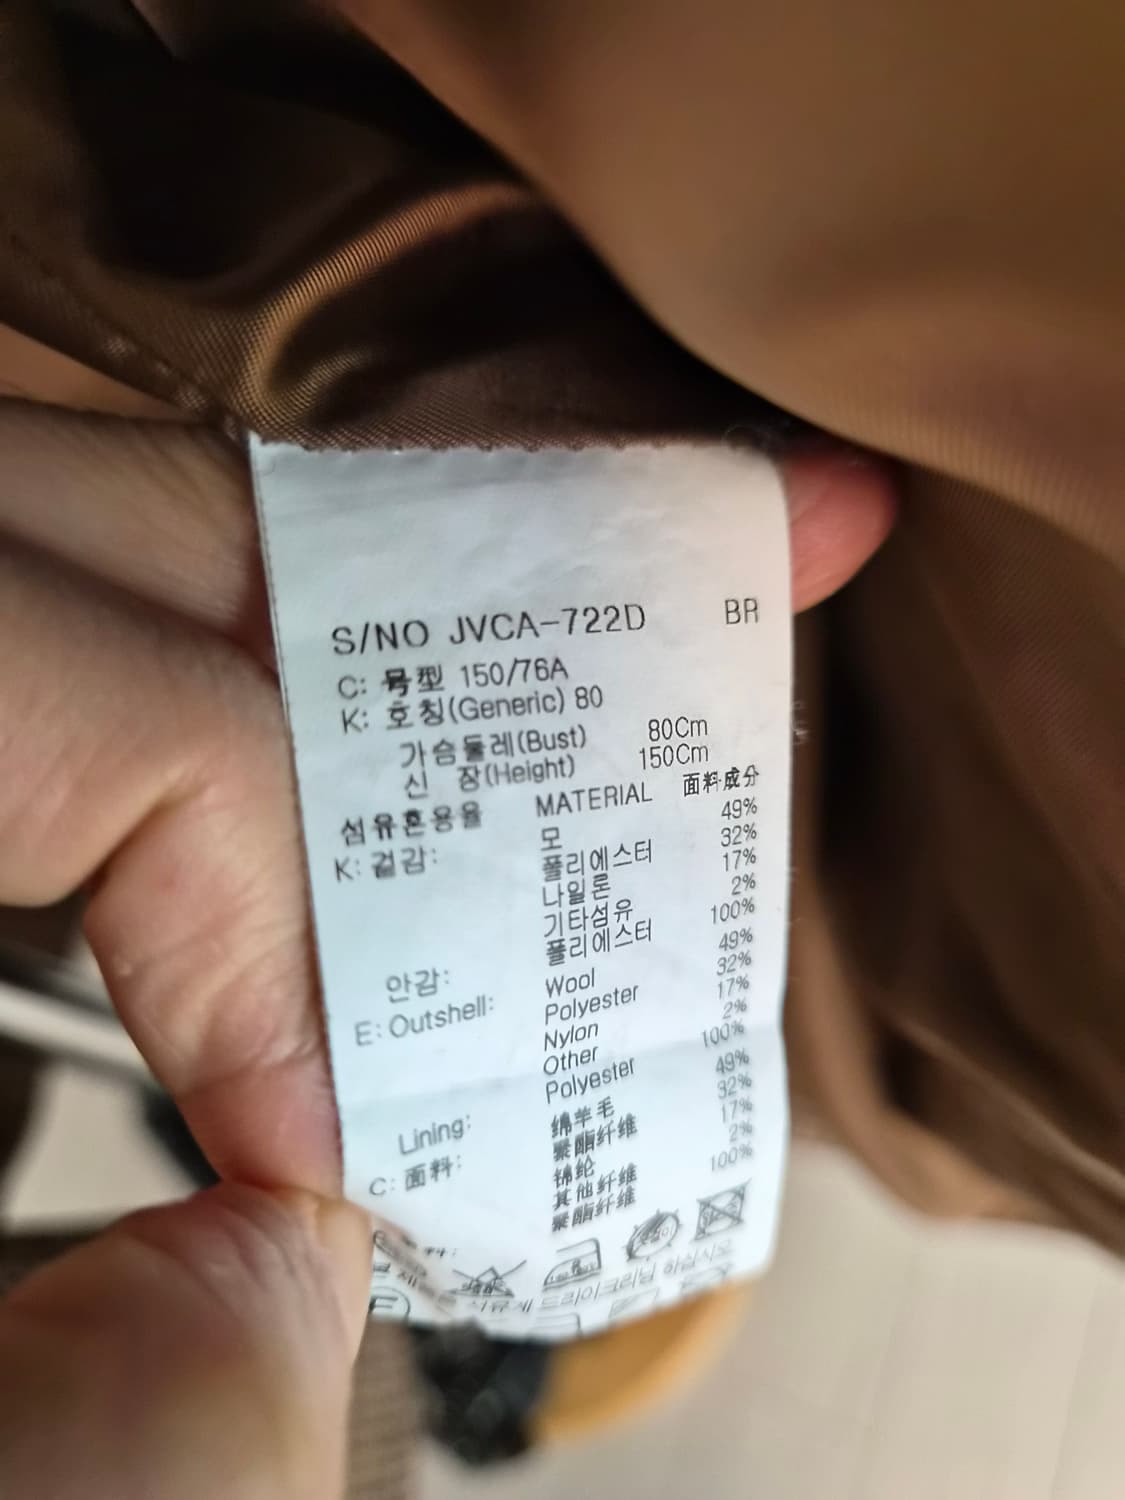 S/NO JVCA-722D BR
C: 号型 150/76A
K: 호칭(Generic) 80
가슴둘레(Bust) 80Cm
신 장(Height) 150Cm
섬유혼용율 MATERIAL 面料成分
K: 겉감: 모 49%
폴리에스터 32%
나일론 17%
기타섬유 2%
안감: 폴리에스터 100%
E: Outshell: Wool 49%
Polyester 32%
Nylon 17%
Other 2%
Lining: Polyester 100%
C: 面料: 绵羊毛 49%
聚酯纤维 32%
锦纶 17%
其他纤维 2%
聚酯纤维 100%